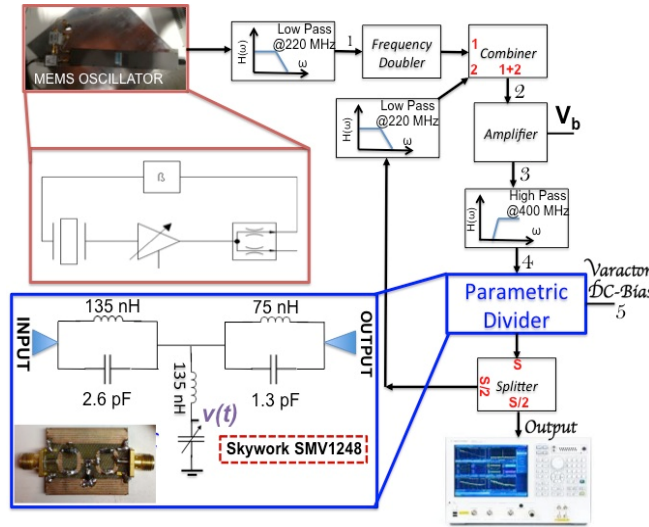 MEMS OSCILLATOR
Low Pass
@220 MHz
H(ω)
ω
1
Frequency
Doubler
Combiner
1
2
1+2
2
Low Pass
@220 MHz
H(ω)
ω
Amplifier
Vb
3
High Pass
@400 MHz
H(ω)
ω
4
ß
Parametric
Divider
Varactor
DC-Bias
5
135 nH
75 nH
INPUT
OUTPUT
2.6 pF
1.3 pF
135 nH
v(t)
Skywork SMV1248
S
Splitter
S/2
S/2
Output